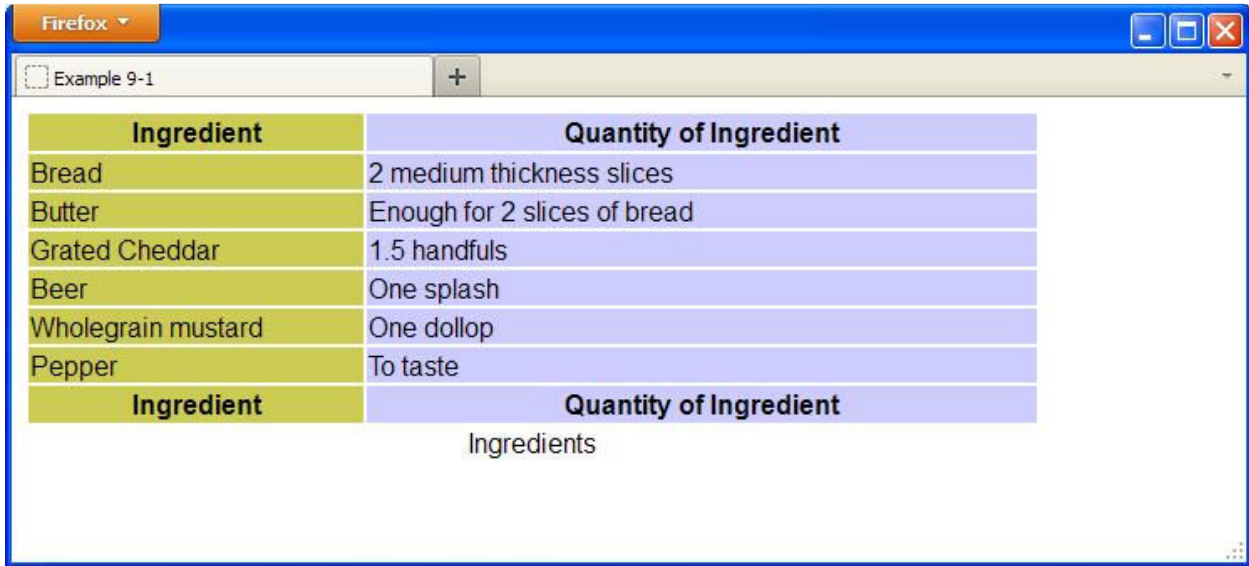 Firefox
Example 9-1
Ingredient Quantity of Ingredient
Bread 2 medium thickness slices
Butter Enough for 2 slices of bread
Grated Cheddar 1.5 handfuls
Beer One splash
Wholegrain mustard One dollop
Pepper To taste
Ingredient Quantity of Ingredient
Ingredients